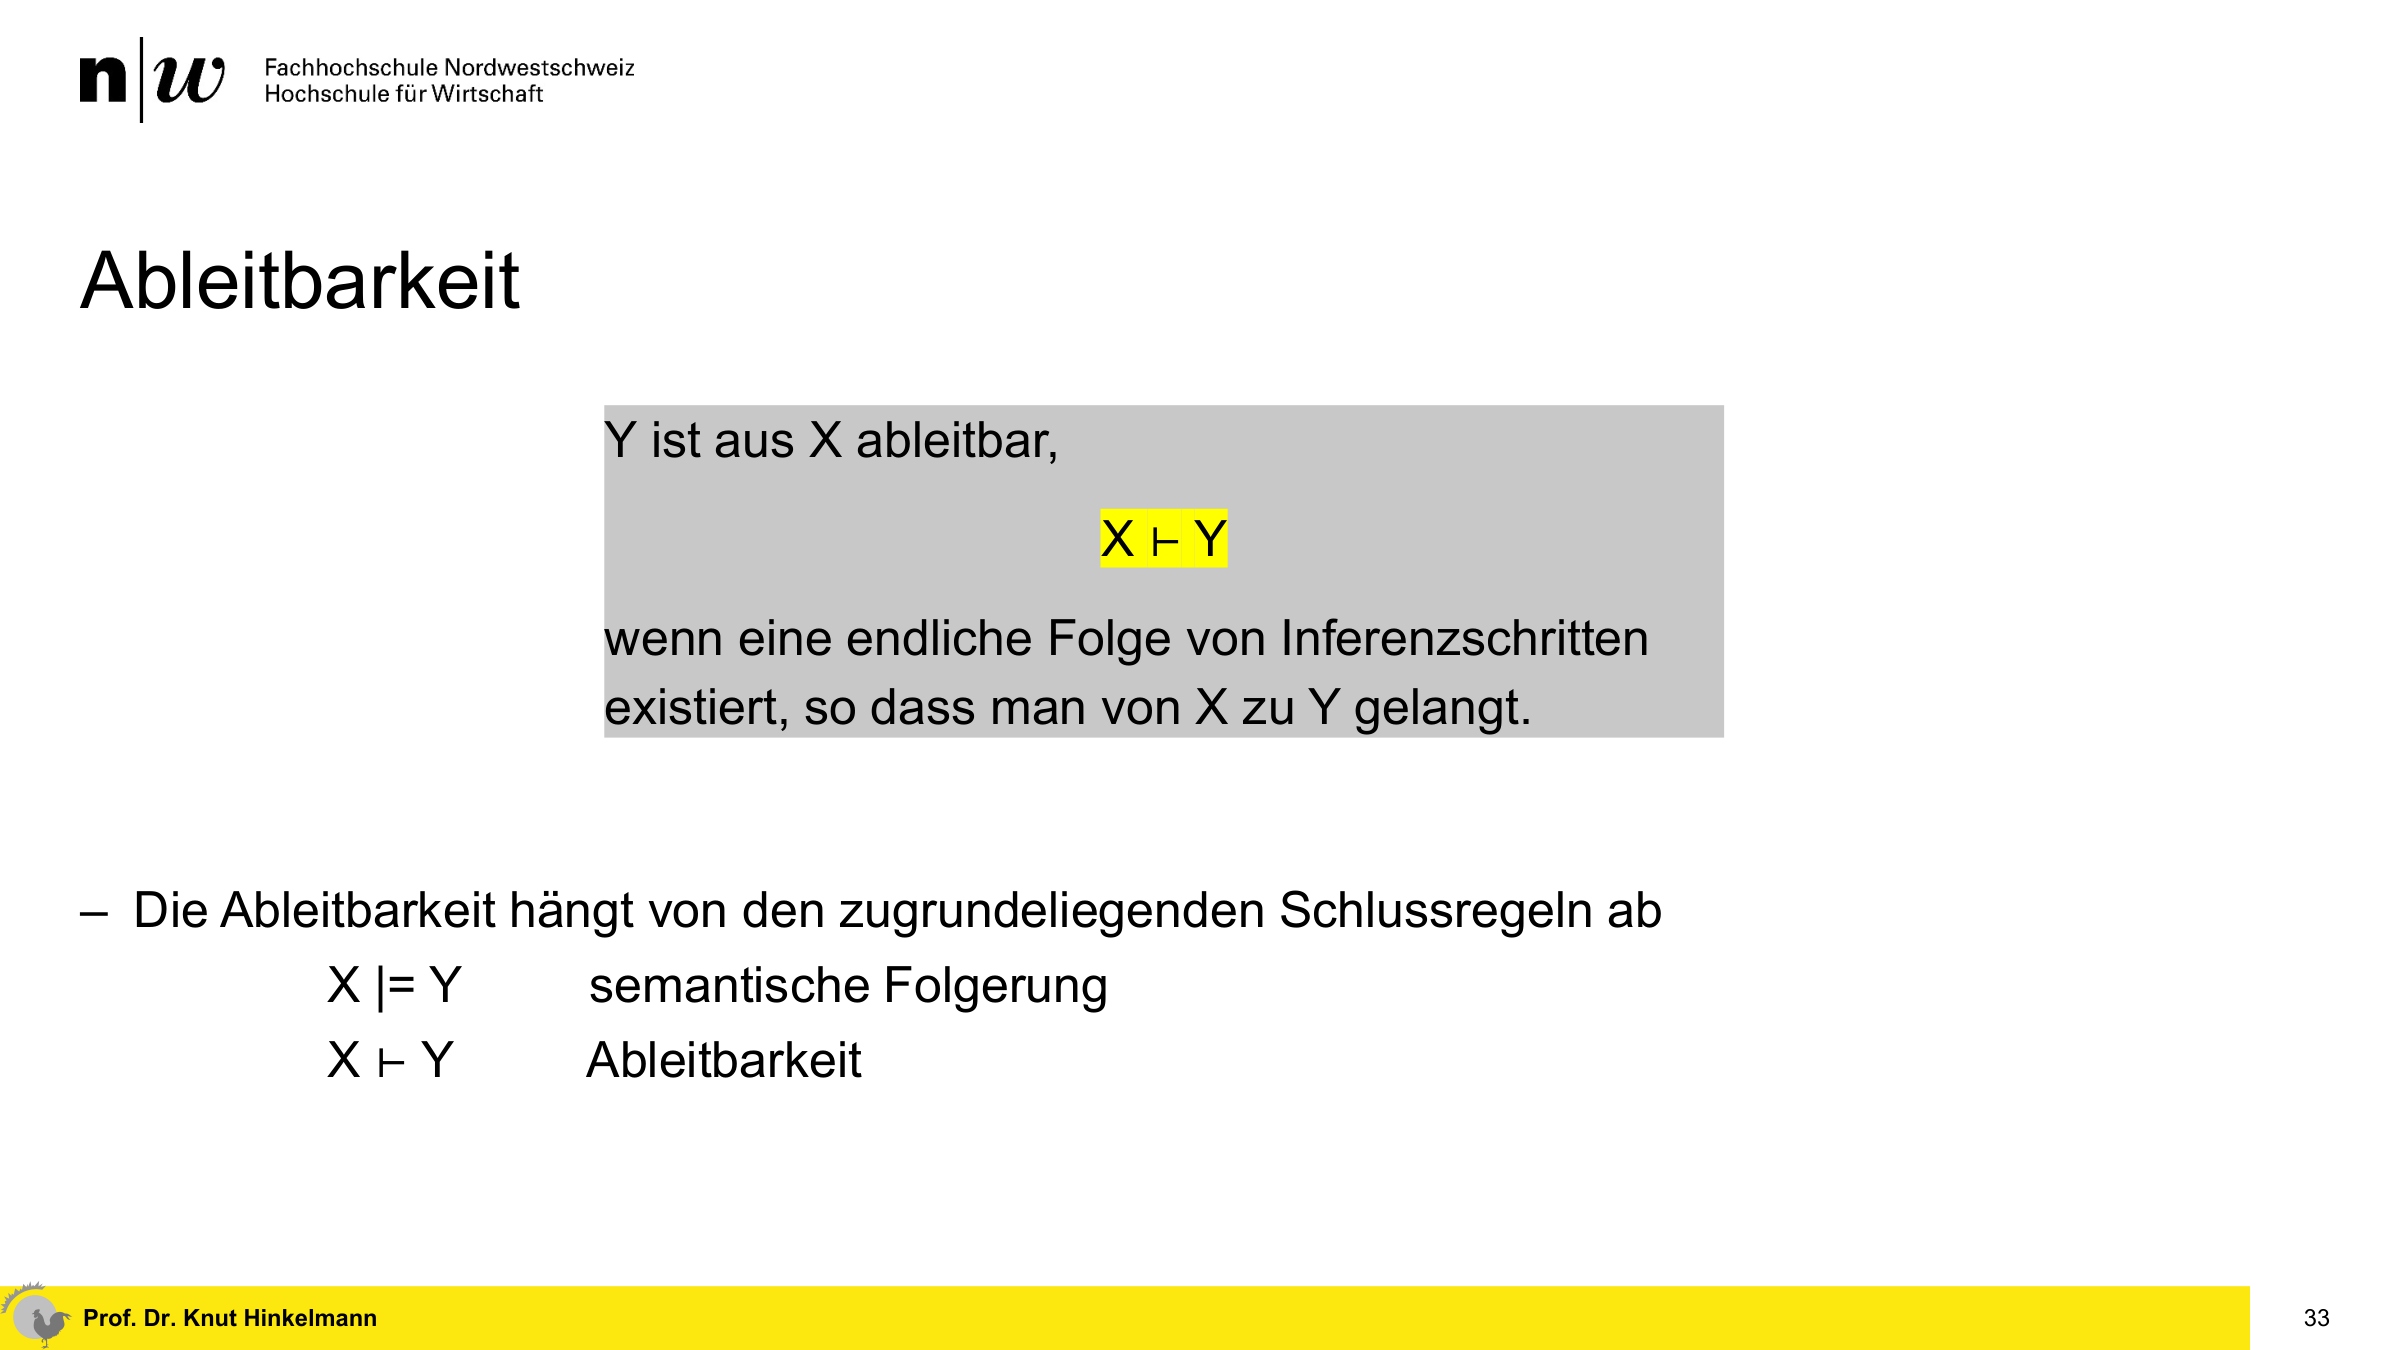 n|w Fachhochschule Nordwestschweiz
Hochschule für Wirtschaft
Ableitbarkeit
Y ist aus X ableitbar,
X ⊢ Y
wenn eine endliche Folge von Inferenzschritten
existiert, so dass man von X zu Y gelangt.
– Die Ableitbarkeit hängt von den zugrundeliegenden Schlussregeln ab
X |= Y semantische Folgerung
X ⊢ Y Ableitbarkeit
Prof. Dr. Knut Hinkelmann 33